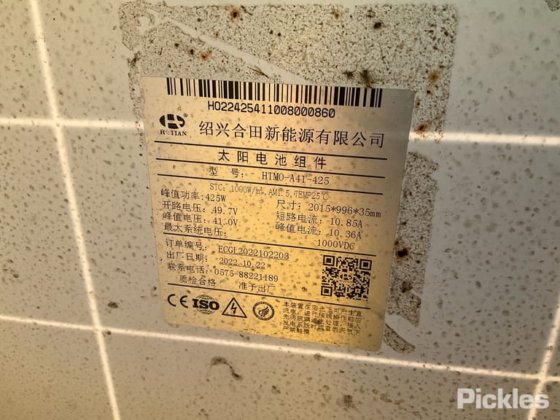 HO22425411008000860
HETIAN
绍兴合田新能源有限公司
太阳电池组件
型号: HTMO-A41-425
STC: 1000W/m, AM1.5, TEMP25℃
峰值功率: 425W 尺寸: 2015*996*35mm
开路电压: 49.7V 短路电流: 10.85A
峰值电压: 41.0V 峰值电流: 10.36A
最大系统电压: 1000VDC
订单编号: ECGL2022102203
出厂日期: 2022.10.22
联系电话: 0575-88221189
质检合格 准予出厂
CE ISO
Pickles